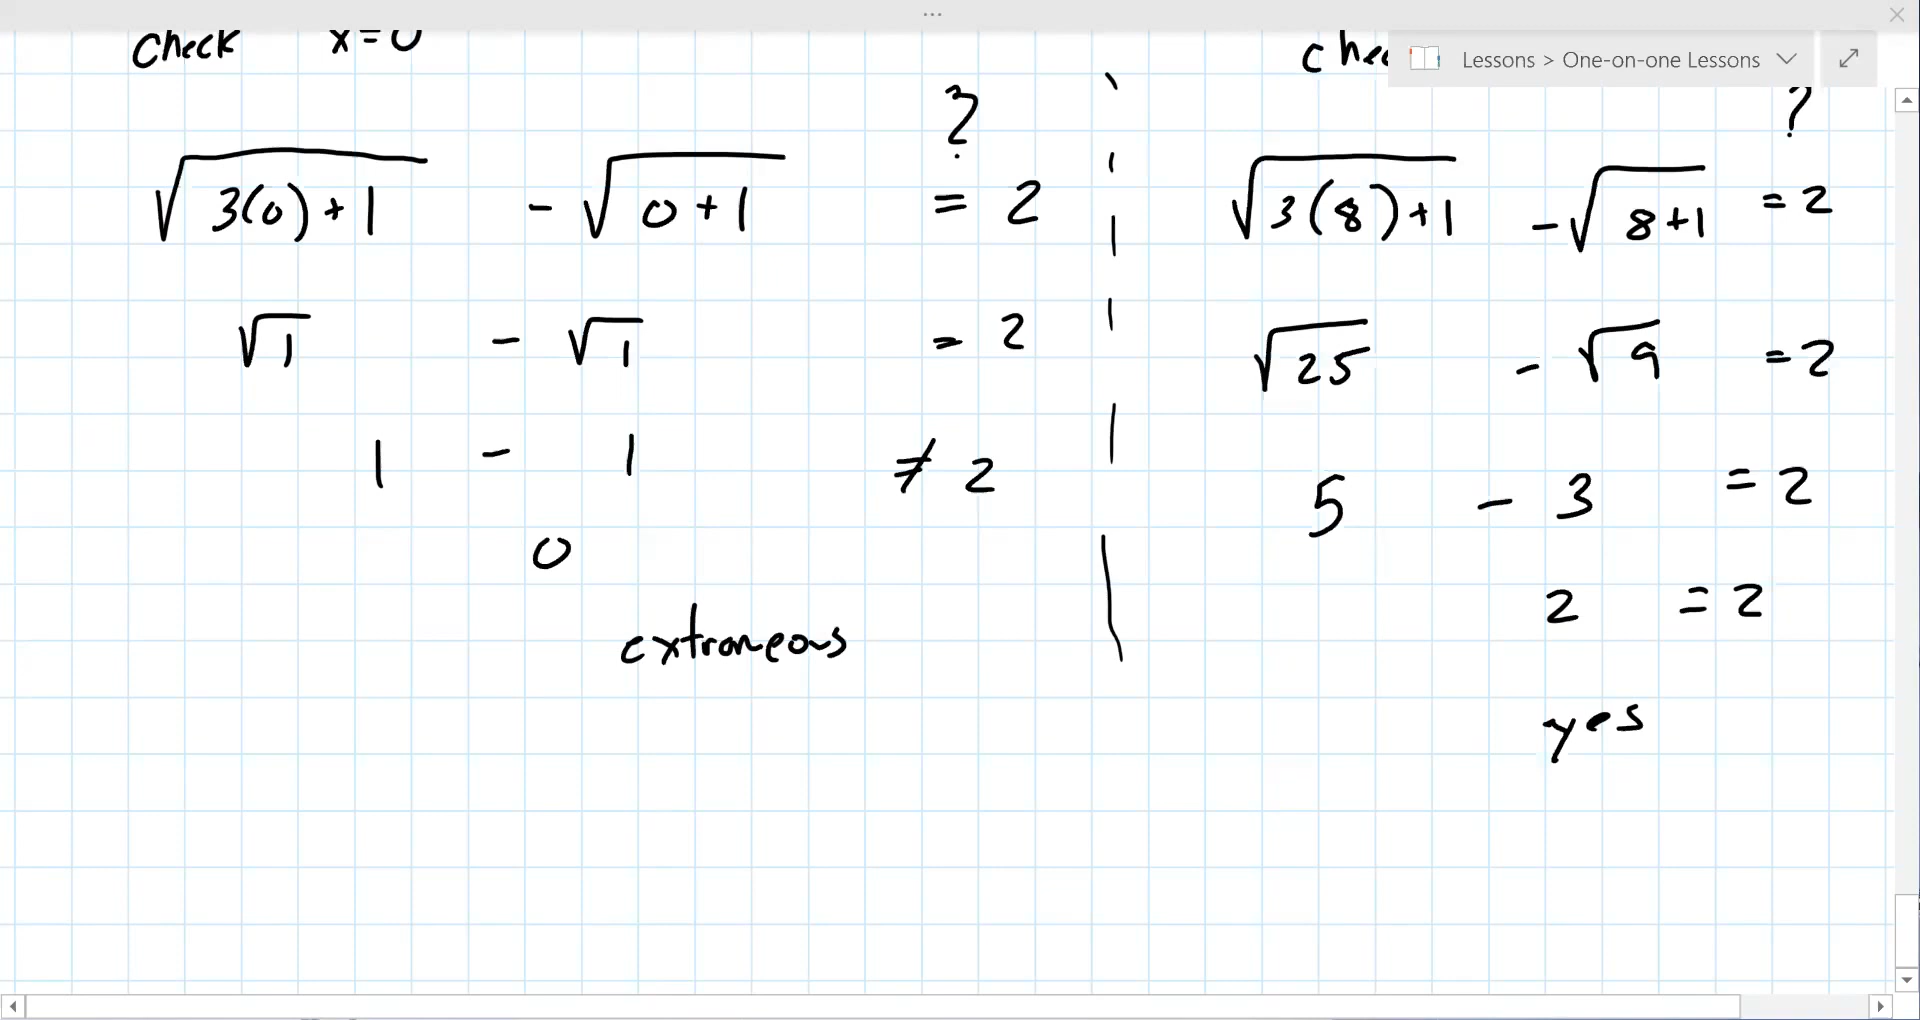 ...
Lessons > One-on-one Lessons
check x = 0
?
√(3(0)+1) - √(0+1) = 2
√1 - √1 = 2
1 - 1 ≠ 2
0
extraneous
?
√(3(8)+1) - √(8+1) = 2
√25 - √9 = 2
5 - 3 = 2
2 = 2
yes